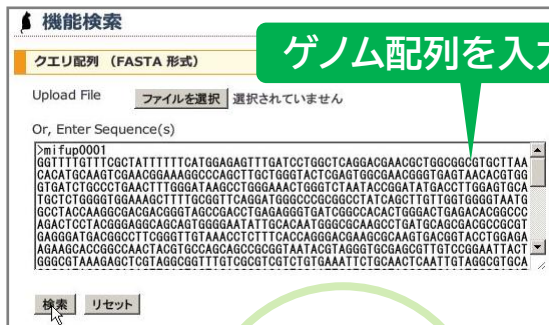 機能検索
クエリ配列 （FASTA 形式）
ゲノム配列を入力
Upload File ファイルを選択 選択されていません
Or, Enter Sequence(s)
>mifup0001
GGTTTTGTTTCGCTATTTTTTCATGGAGAGTTTGATCCTGGCTCAGGACGAACGCTGGCGGCGTGCTTAA
CACATGCAAGTCGAACGGAAAGGCCCAGCTTGCTGGGTACTCGAGTGGCGAACGGGTGAGTAACACGTGG
GTGATCTGCCCTGAACTTTGGGATAAGCCTGGGAAACTGGGTCTAATACCGGATATGACCTTGGAGTGCA
TGCTCTGGGGTGGAAAGCTTTTGCGGTTCAGGATGGGCCCGCGGCCTATCAGCTTGTTGGTGGGGTAATG
GCCTACCAAGGCGACGACGGGTAGCCGACCTGAGAGGGTGATCGGCCACACTGGGACTGAGACACGGCCC
AGACTCCTACGGGAGGCAGCAGTGGGGAATATTGCACAATGGGCGCAAGCCTGATGCAGCGACGCCGCGT
GAGGGATGACGGCCTTCGGGTTGTAAACCTCTTTCACCAGGGACGAAGCGCAAGTGACGGTACCTGGAGA
AGAAGCACCGGCCAACTACGTGCCAGCAGCCGCGGTAATACGTAGGGTGCGAGCGTTGTCCGGAATTACT
GGGCGTAAAGAGCTCGTAGGCGGTTTGTCGCGTCGTCTGTGAAATTCTGCAACTCAATTGTAGGCGTGCA
検索 リセット